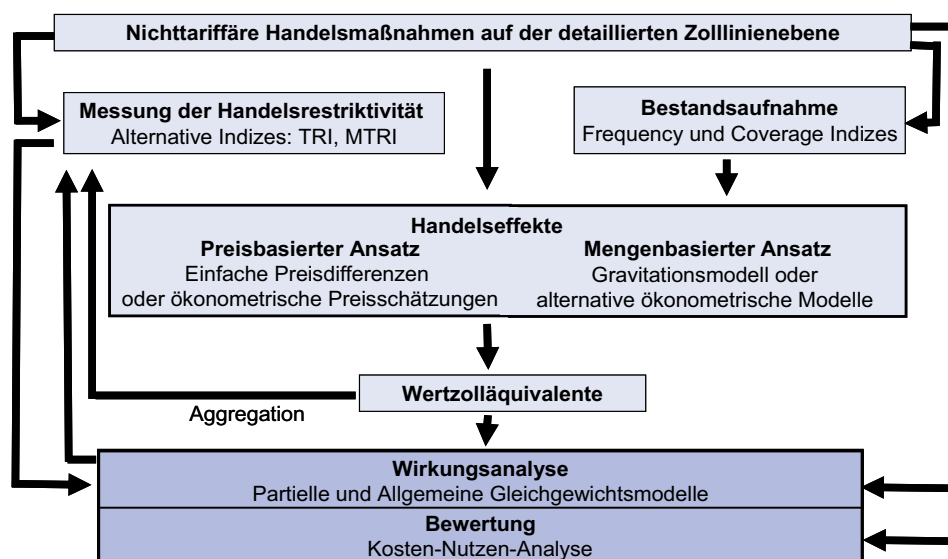 Nichttariffäre Handelsmaßnahmen auf der detaillierten Zolllinienebene
Messung der Handelsrestriktivität
Alternative Indizes: TRI, MTRI
Bestandsaufnahme
Frequency und Coverage Indizes
Handelseffekte
Preisbasierter Ansatz
Einfache Preisdifferenzen
oder ökonometrische Preisschätzungen
Mengenbasierter Ansatz
Gravitationsmodell oder
alternative ökonometrische Modelle
Wertzolläquivalente
Aggregation
Wirkungsanalyse
Partielle und Allgemeine Gleichgewichtsmodelle
Bewertung
Kosten-Nutzen-Analyse